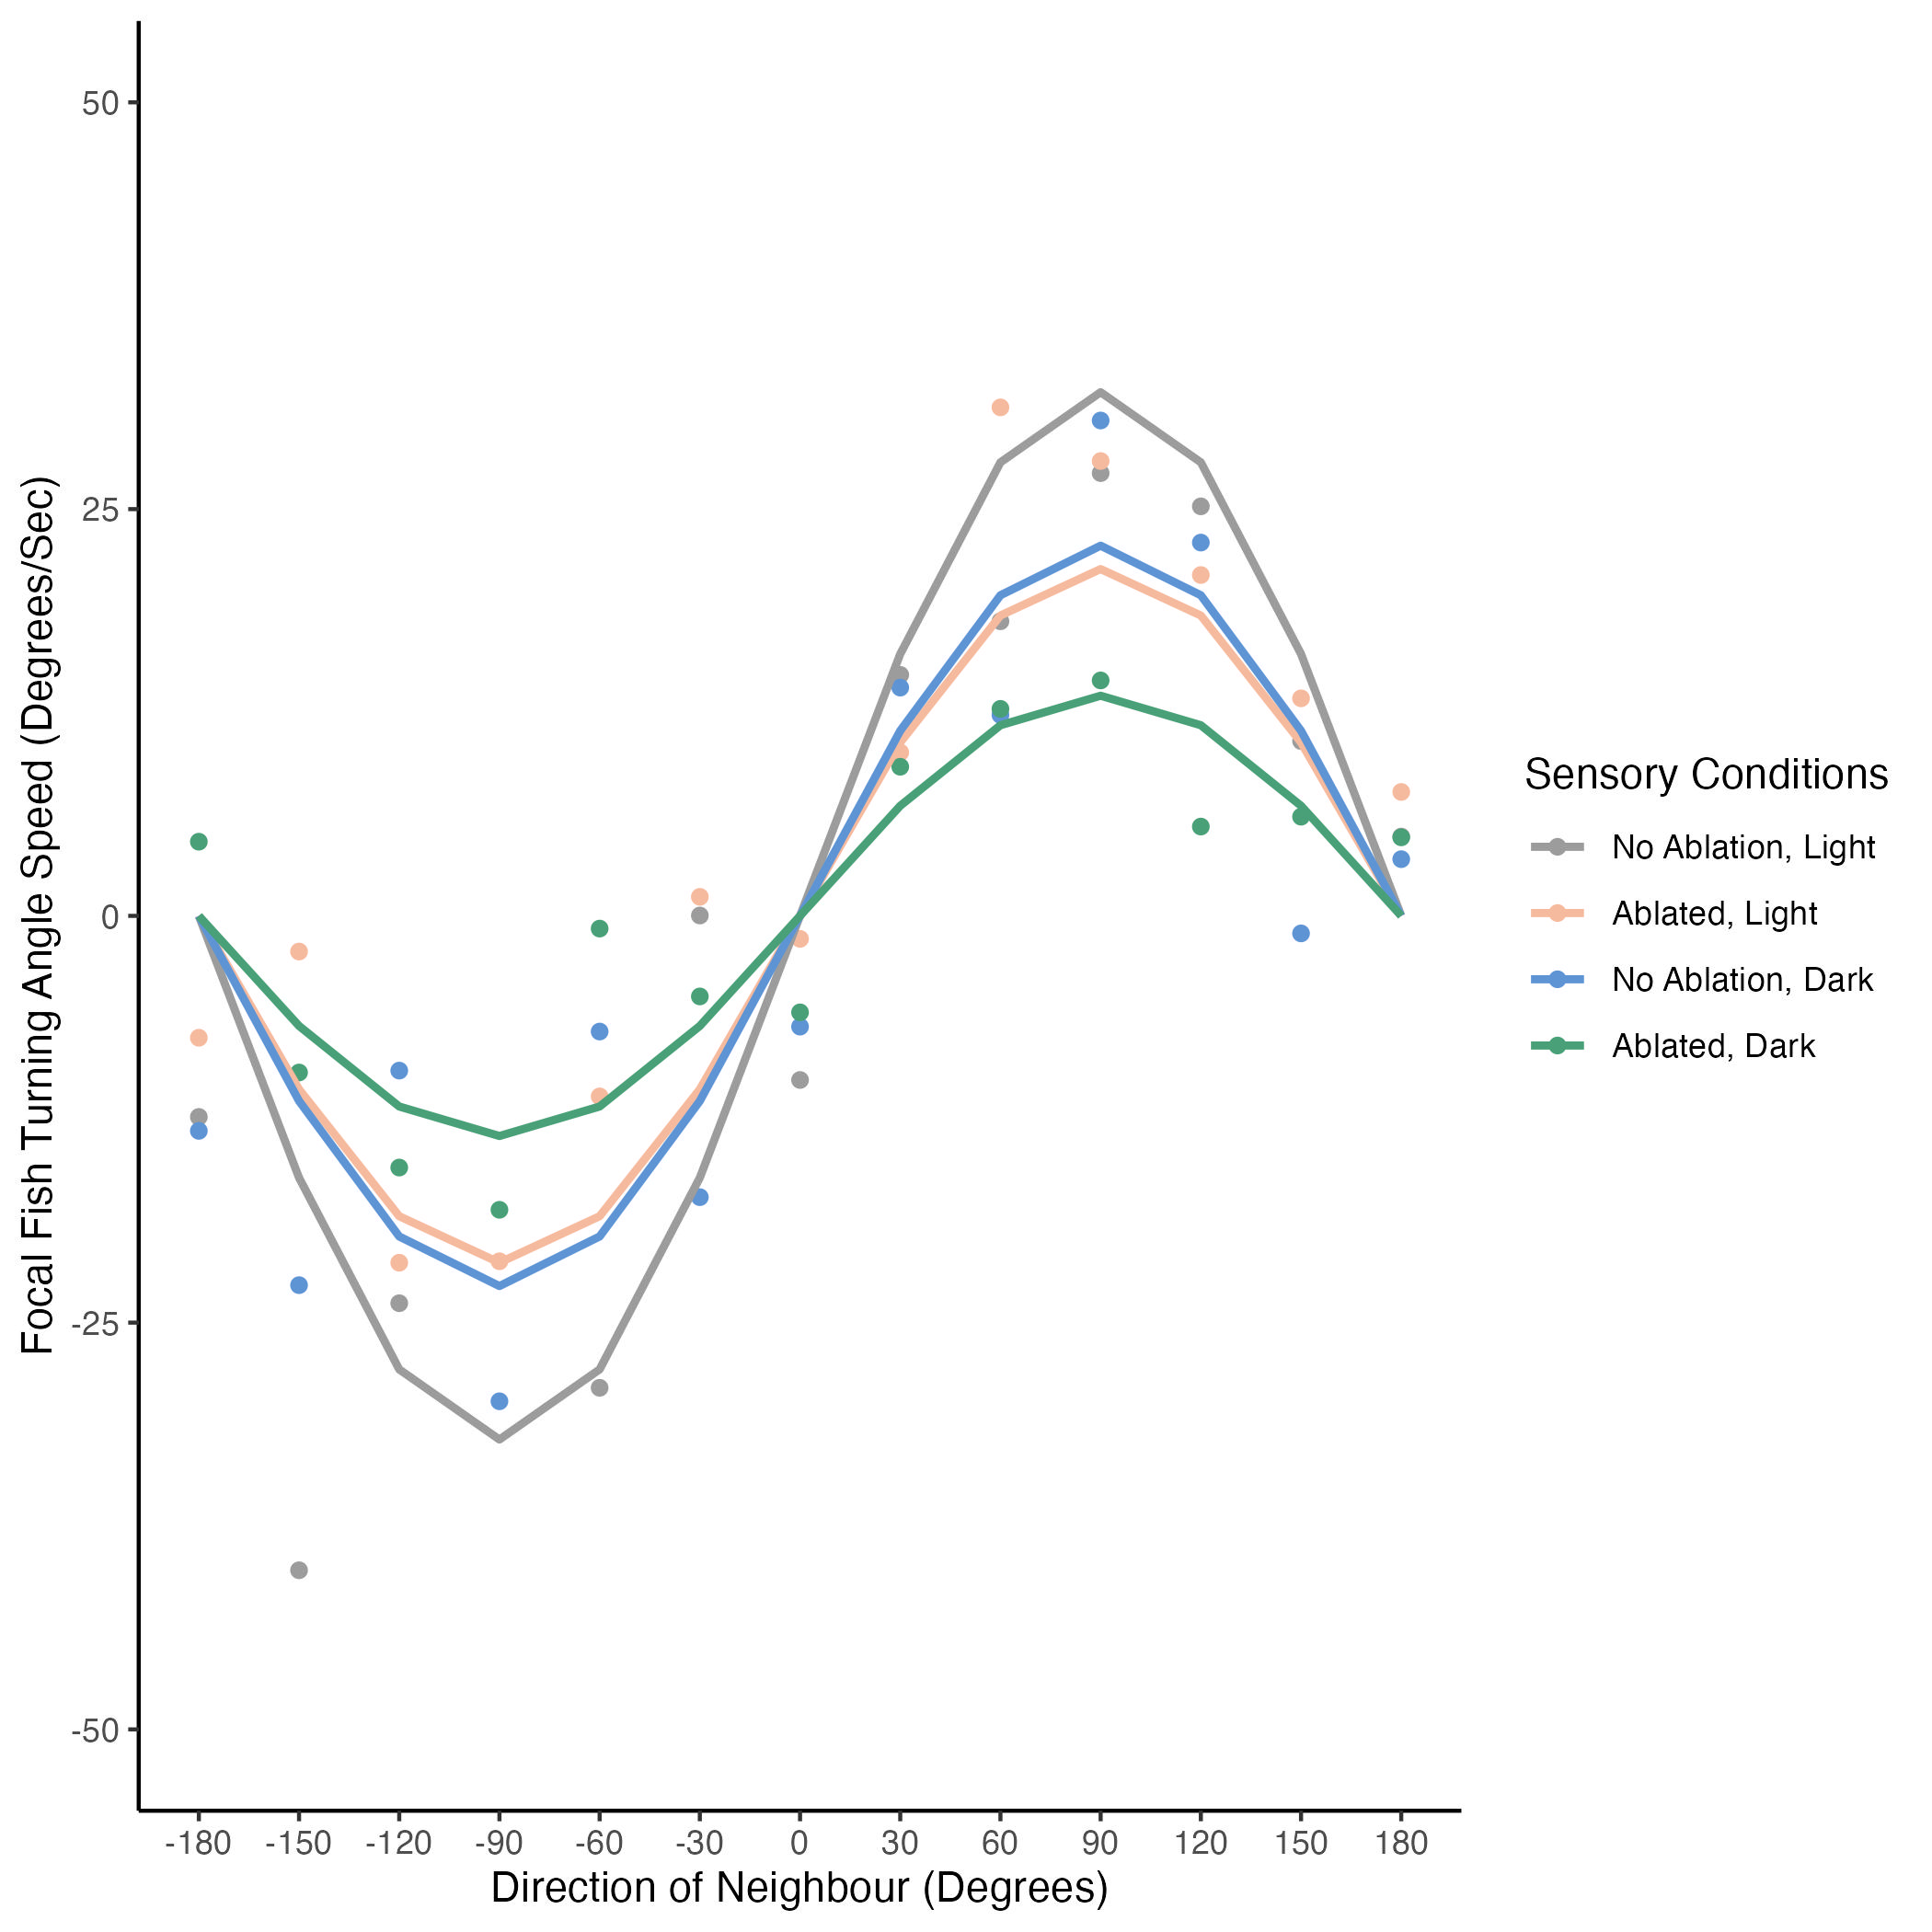 Focal Fish Turning Angle Speed (Degrees/Sec)
50
25
0
-25
-50
-180 -150 -120 -90 -60 -30 0 30 60 90 120 150 180
Direction of Neighbour (Degrees)
Sensory Conditions
No Ablation, Light
Ablated, Light
No Ablation, Dark
Ablated, Dark